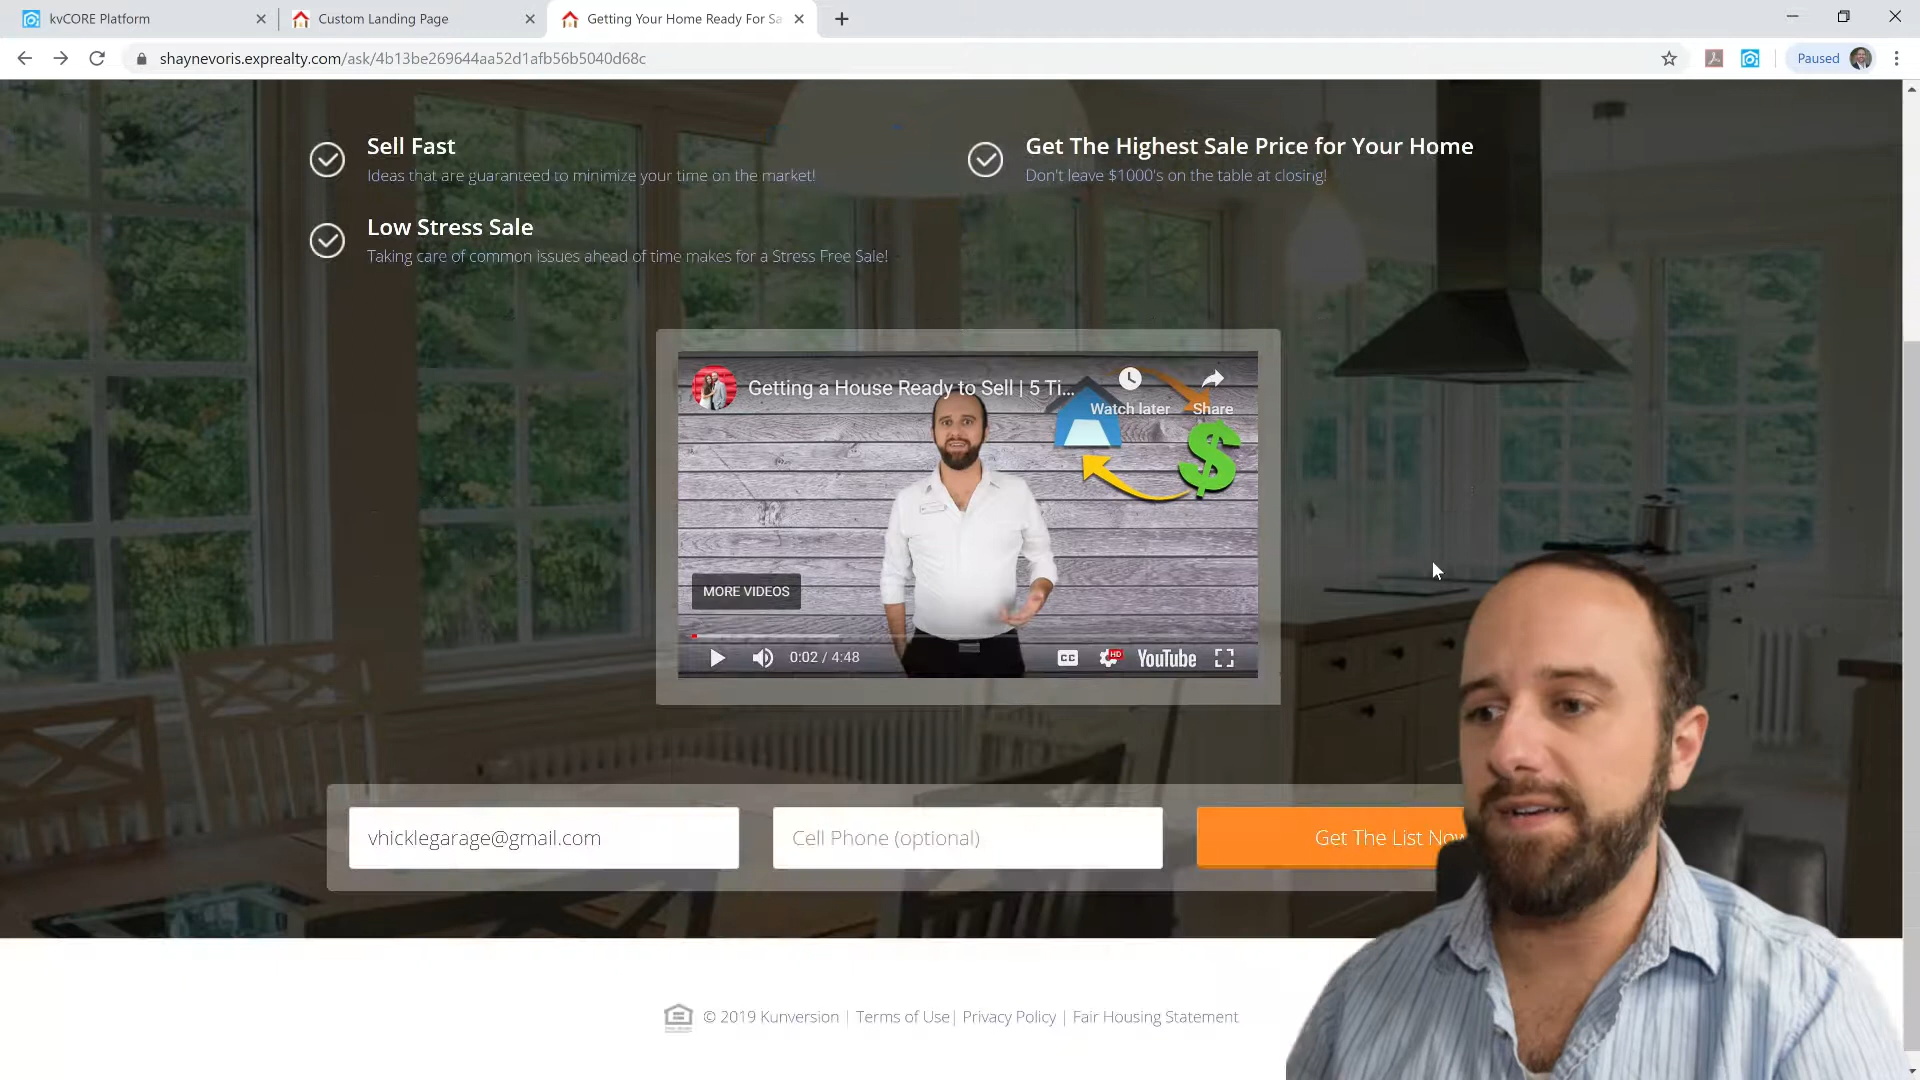 kvCORE Platform
Custom Landing Page
Getting Your Home Ready For Sa
shaynevoris.exprealty.com/ask/4b13be269644aa52d1afb56b5040d68c
Paused
Sell Fast
Ideas that are guaranteed to minimize your time on the market!
Get The Highest Sale Price for Your Home
Don't leave $1000's on the table at closing!
Low Stress Sale
Taking care of common issues ahead of time makes for a Stress Free Sale!
Getting a House Ready to Sell | 5 Ti...
Watch later
Share
$
MORE VIDEOS
0:02 / 4:48
CC
HD
YouTube
vhicklegarage@gmail.com
Cell Phone (optional)
Get The List Now
© 2019 Kunversion | Terms of Use| Privacy Policy | Fair Housing Statement